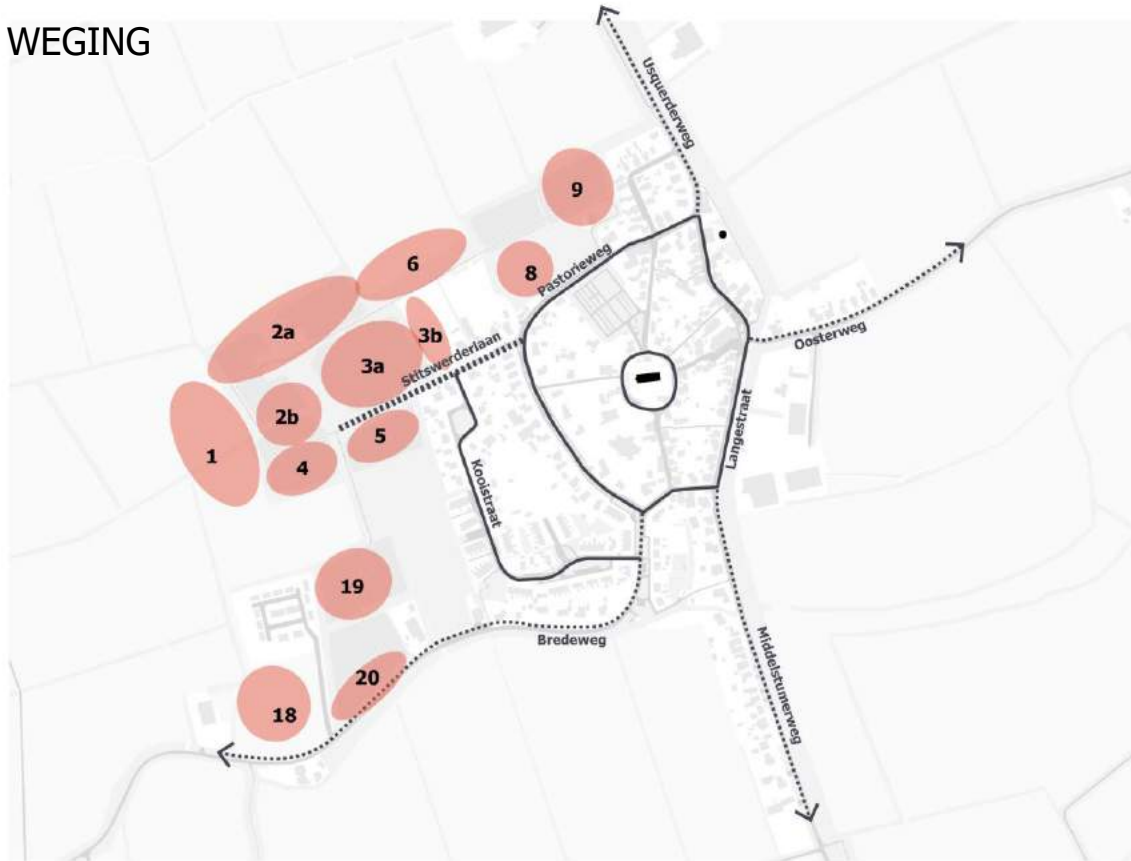 WEGING
Usquerderweg
9
Pastorieweg
6
8
2a
3b
Oosterweg
3a
Stitswerderlaan
2b
5
Langestraat
1
4
Kooistraat
19
Bredeweg
Middelstumerweg
20
18